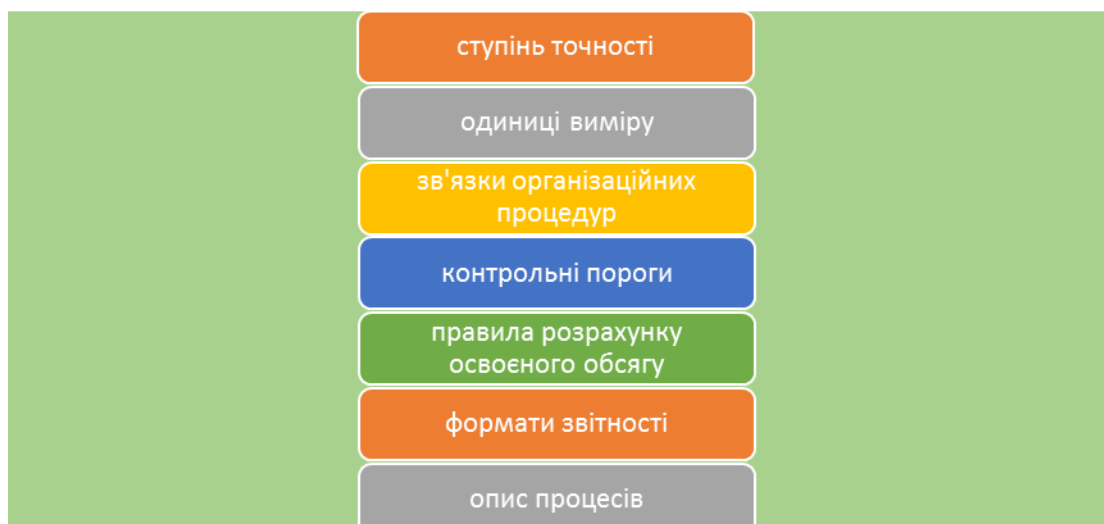 ступінь точності
одиниці виміру
зв'язки організаційних
процедур
контрольні пороги
правила розрахунку
освоєного обсягу
формати звітності
опис процесів